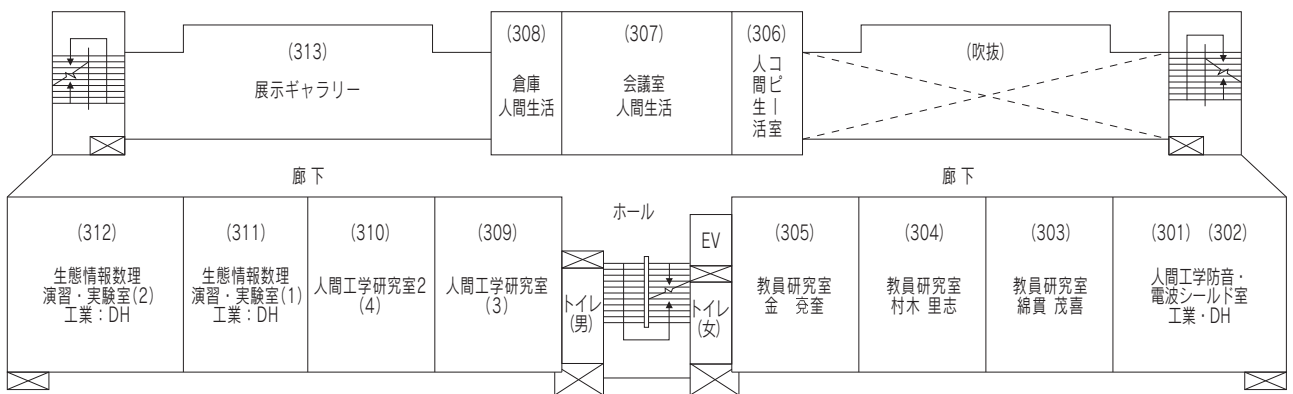 (313)
展示ギャラリー
(308)
倉庫
人間生活
(307)
会議室
人間生活
(306)
コピー室
人間生活
(吹抜)
廊 下
廊 下
ホール
(312)
生態情報数理
演習・実験室(2)
工業：DH
(311)
生態情報数理
演習・実験室(1)
工業：DH
(310)
人間工学研究室2
(4)
(309)
人間工学研究室
(3)
トイレ
(男)
EV
トイレ
(女)
(305)
教員研究室
金 兗奎
(304)
教員研究室
村木 里志
(303)
教員研究室
綿貫 茂喜
(301) (302)
人間工学防音・
電波シールド室
工業・DH